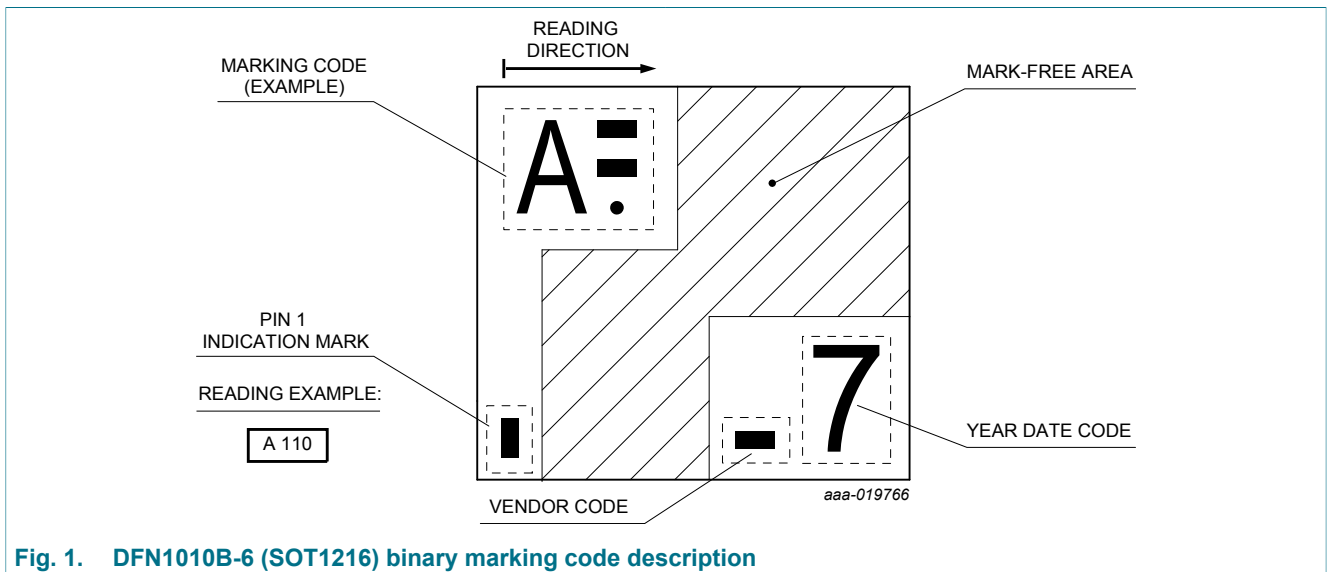 READING
DIRECTION
MARKING CODE
(EXAMPLE)
MARK-FREE AREA
A
PIN 1
INDICATION MARK
READING EXAMPLE:
A 110
7
YEAR DATE CODE
VENDOR CODE
aaa-019766
Fig. 1. DFN1010B-6 (SOT1216) binary marking code description